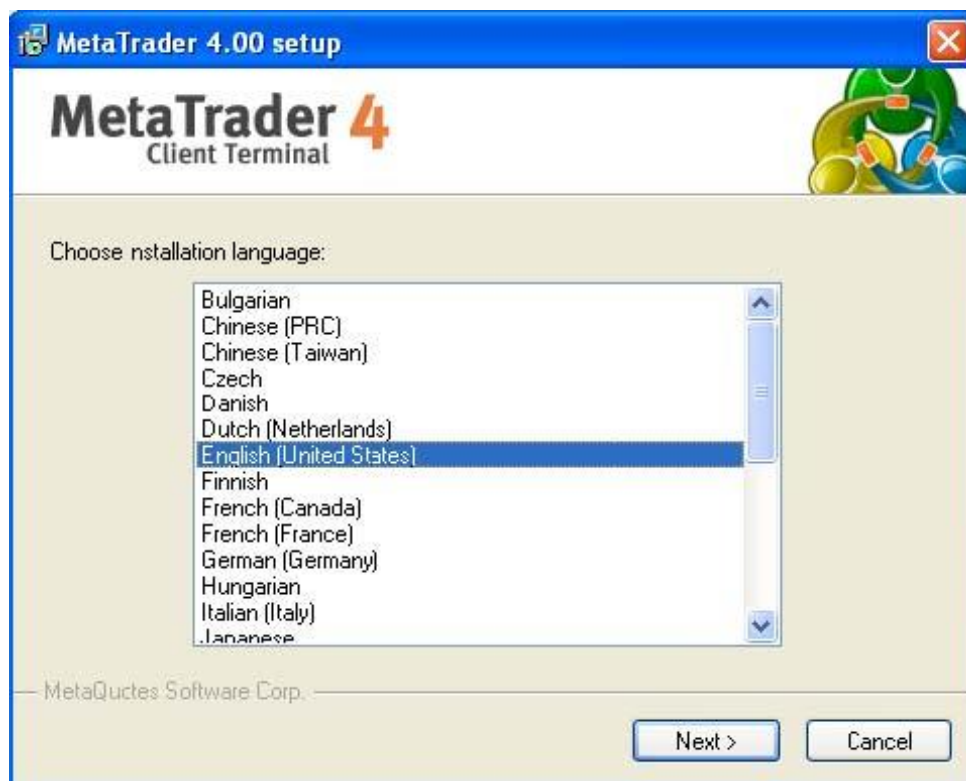 MetaTrader 4.00 setup
MetaTrader 4
Client Terminal
Choose nstallation language:
Bulgarian
Chinese (PRC)
Chinese (Taiwan)
Czech
Danish
Dutch (Netherlands)
English (United States)
Finnish
French (Canada)
French (France)
German (Germany)
Hungarian
Italian (Italy)
Japanese
MetaQuctes Software Corp.
Next >
Cancel